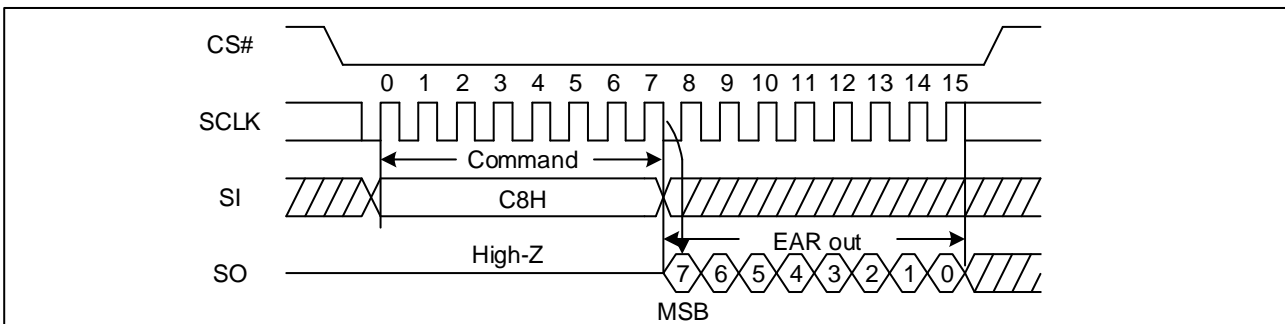 CS#
0 1 2 3 4 5 6 7 8 9 10 11 12 13 14 15
SCLK
Command
SI
C8H
EAR out
High-Z
SO
7 6 5 4 3 2 1 0
MSB